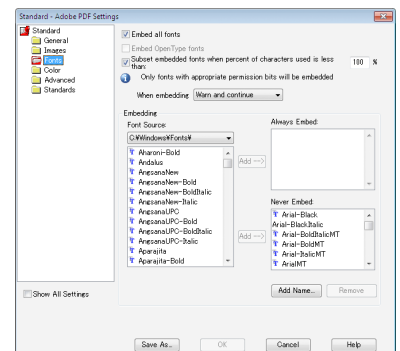 Standard - Adobe PDF Settings
Standard
General
Images
Fonts
Color
Advanced
Standards
Show All Settings
Embed all fonts
Embed OpenType fonts
Subset embedded fonts when percent of characters used is less
than:
100 %
Only fonts with appropriate permission bits will be embedded
When embedding: Warn and continue
Embedding
Font Source:
C:¥Windows¥Fonts¥
Aharoni-Bold
Andalus
AngsanaNew
AngsanaNew-Bold
AngsanaNew-BoldItalic
AngsanaNew-Italic
AngsanaUPC
AngsanaUPC-Bold
AngsanaUPC-BoldItalic
AngsanaUPC-Italic
Aparajita
Aparajita-Bold
Add -->
Add -->
Always Embed:
Never Embed:
Arial-Black
Arial-BlackItalic
Arial-BoldItalicMT
Arial-BoldMT
Arial-ItalicMT
ArialMT
Add Name...
Remove
Save As...
OK
Cancel
Help